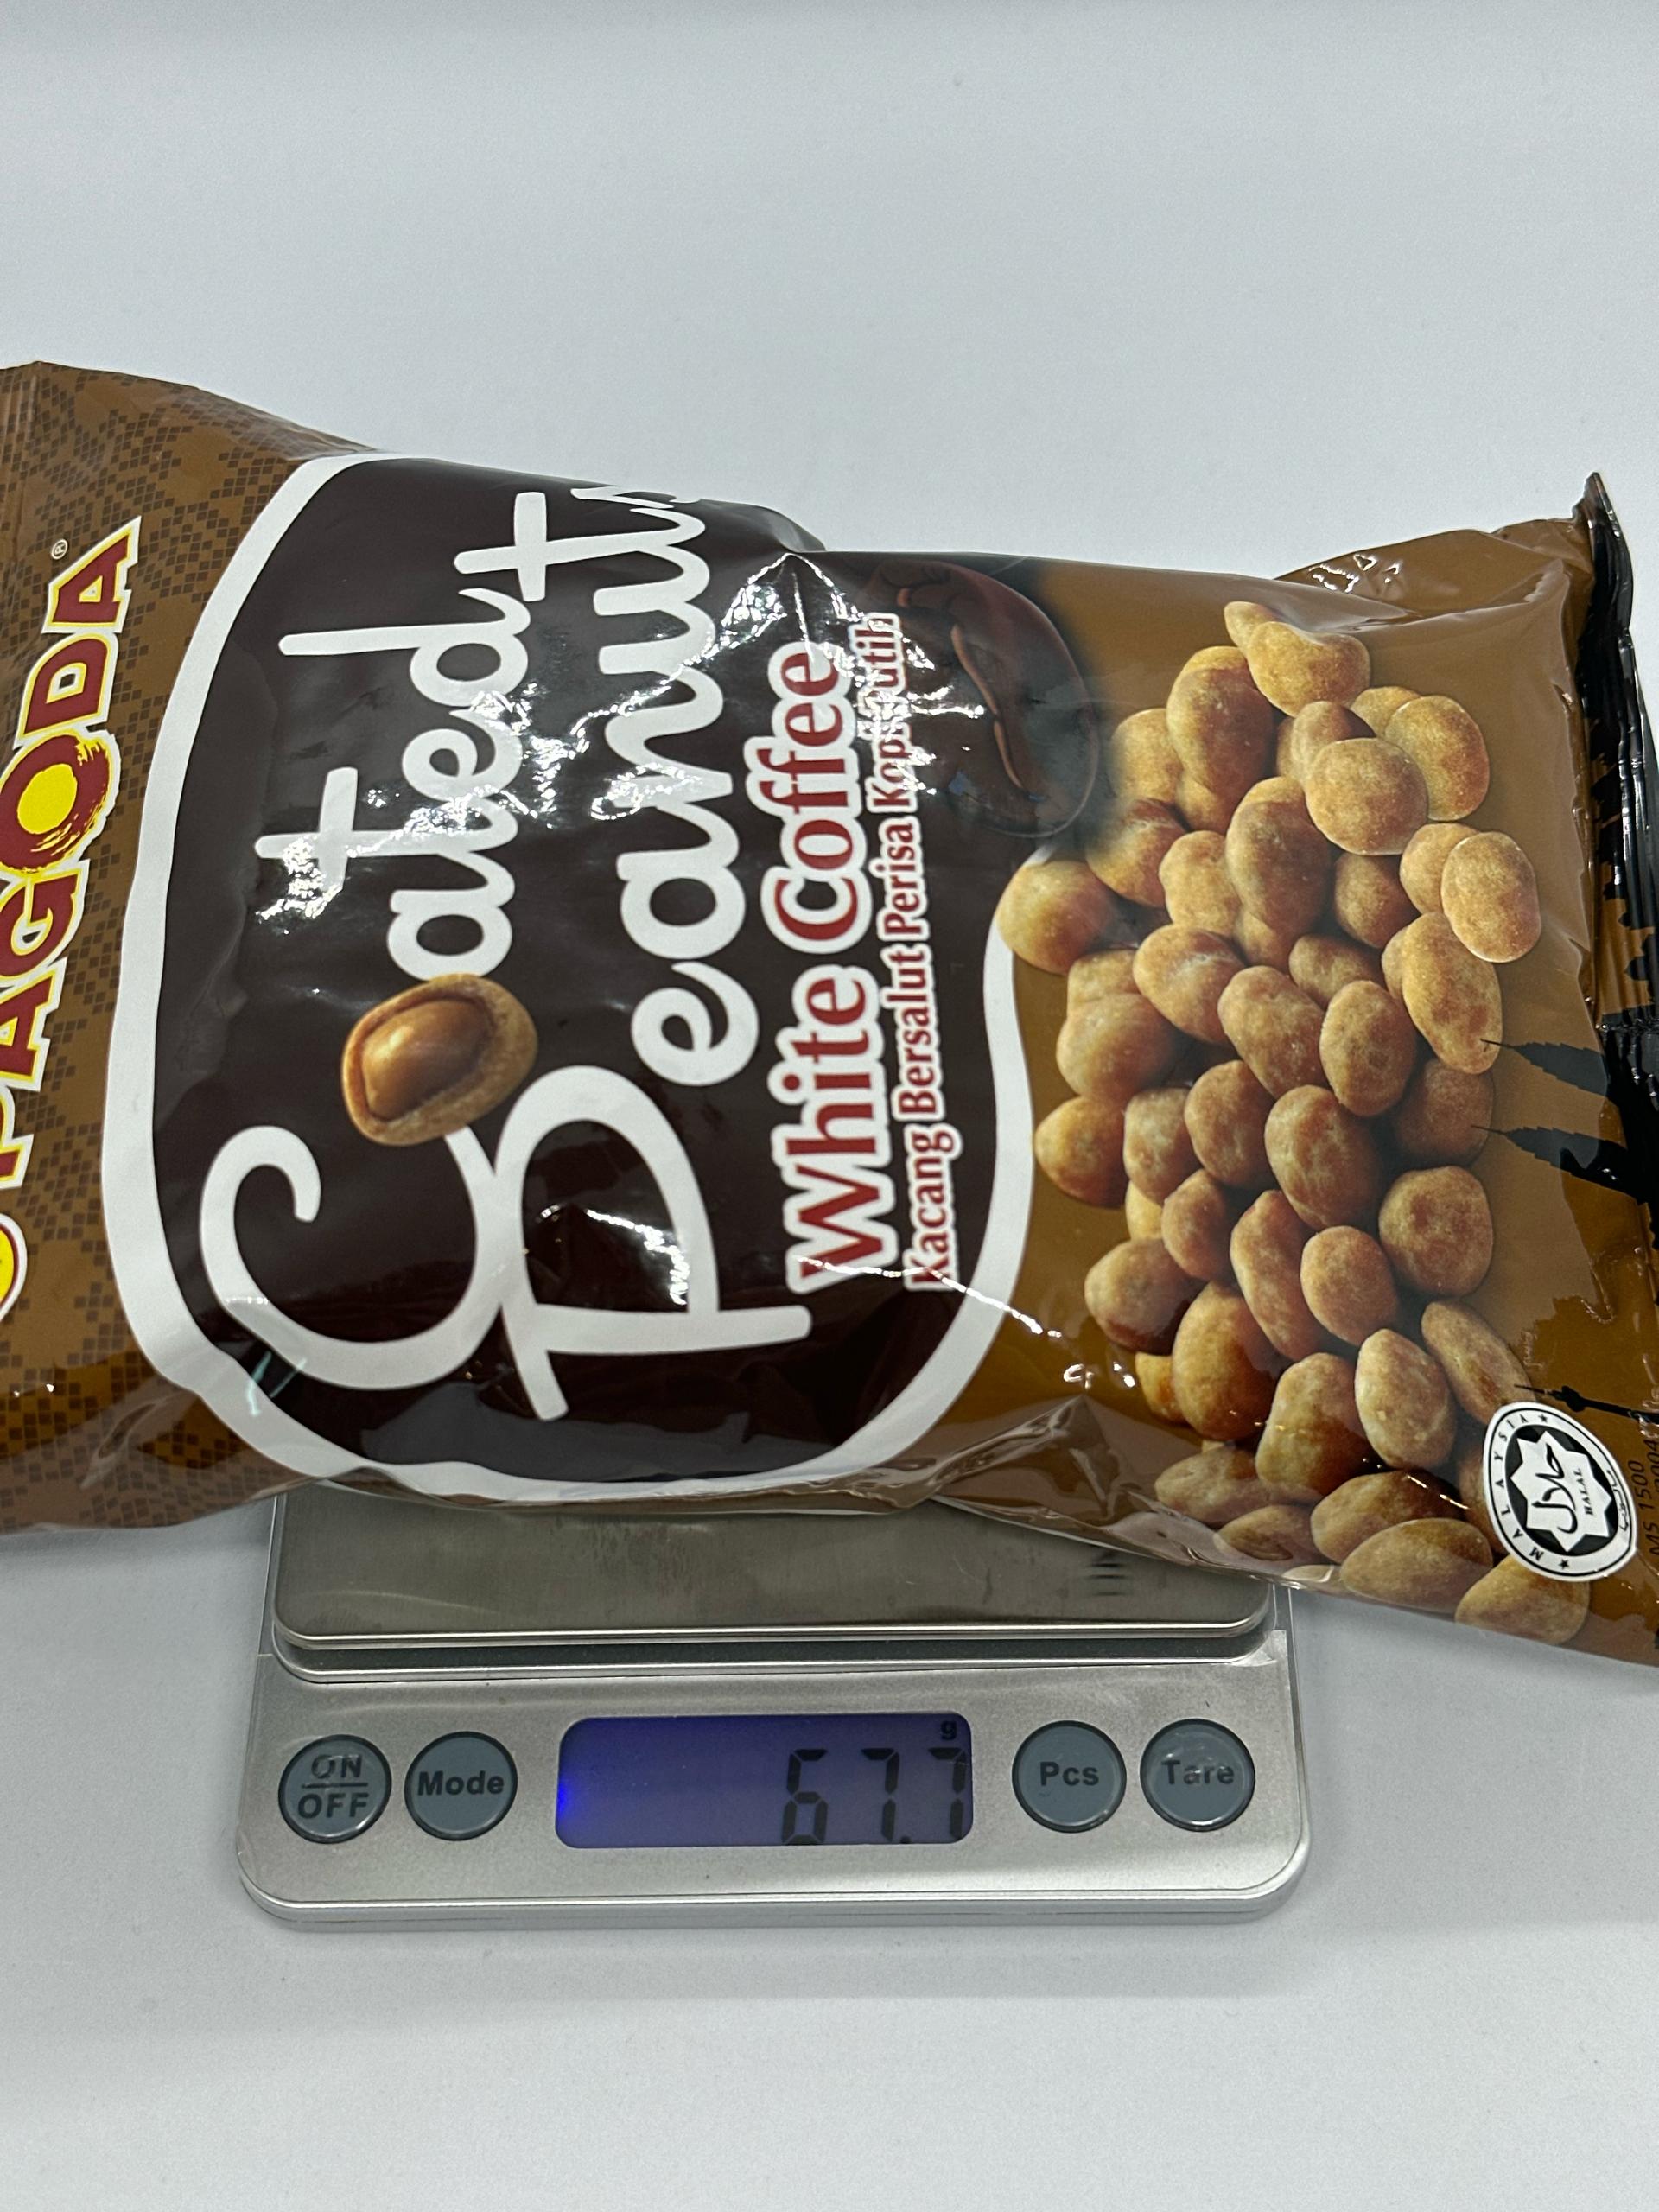 PAGODA®
Coated
Peanuts
White Coffee
Kacang Bersalut Perisa Kopi Putih
MALAYSIA
حلال
HALAL
MS 1500
g
67.7
ON
OFF
Mode
Pcs
Tare